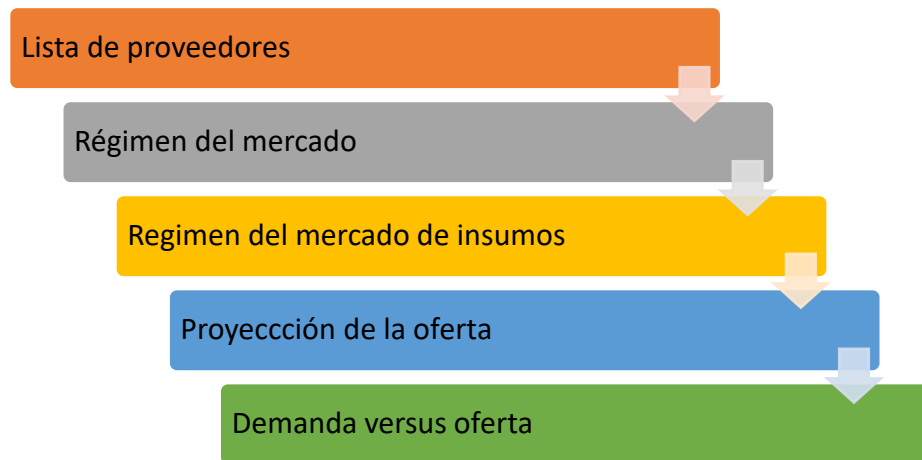 Lista de proveedores
Régimen del mercado
Regimen del mercado de insumos
Proyeccción de la oferta
Demanda versus oferta